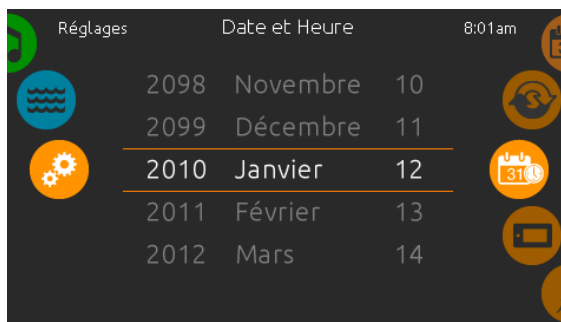 Réglages Date et Heure 8:01am
2098 Novembre 10
2099 Décembre 11
2010 Janvier 12
31
2011 Février 13
2012 Mars 14